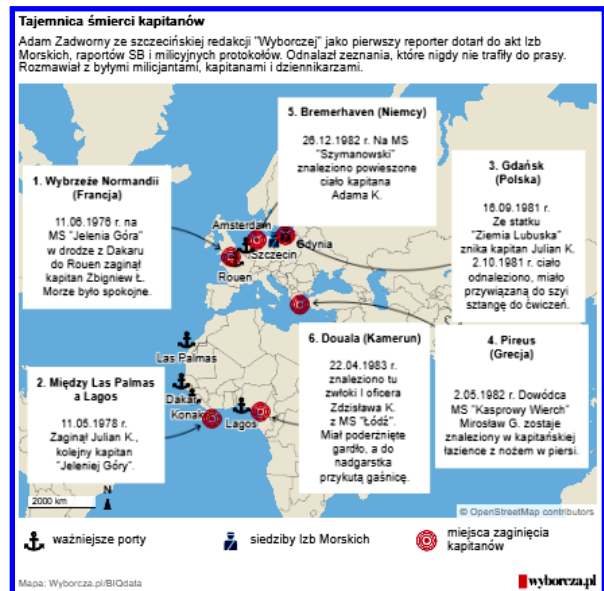 Tajemnica śmierci kapitanów
Adam Zadworny ze szczecińskiej redakcji "Wyborczej" jako pierwszy reporter dotarł do akt Izb
Morskich, raportów SB i milicyjnych protokołów. Odnalazł zeznania, które nigdy nie trafiły do prasy.
Rozmawiał z byłymi milicjantami, kapitanami i dziennikarzami.
5. Bremerhaven (Niemcy)
26.12.1982 r. Na MS
"Szymanowski"
znaleziono powieszone
ciało kapitana
Adama K.
1. Wybrzeże Normandii
(Francja)
11.06.1976 r. na
MS "Jelenia Góra"
w drodze z Dakaru
do Rouen zaginął
kapitan Zbigniew Ł.
Morze było spokojne.
3. Gdańsk
(Polska)
16.09.1981 r.
Ze statku
"Ziemia Lubuska"
znika kapitan Julian K.
2.10.1981 r. ciało
odnaleziono, miało
przywiązaną do szyi
sztangę do ćwiczeń.
Amsterdam
Gdynia
Szczecin
Rouen
Las Palmas
Dakar
Konak
Lagos
2. Między Las Palmas
a Lagos
11.05.1978 r.
Zaginął Julian K.,
kolejny kapitan
"Jeleniej Góry".
6. Douala (Kamerun)
22.04.1983 r.
znaleziono tu
zwłoki I oficera
Zdzisława K.
z MS "Łódź".
Miał poderżnięte
gardło, a do
nadgarstka
przykutą gaśnicę.
4. Pireus
(Grecja)
2.05.1982 r. Dowódca
MS "Kasprowy Wierch"
Mirosław G. zostaje
znaleziony w kapitańskiej
łazience z nożem w piersi.
2000 km
N
© OpenStreetMap contributors
ważniejsze porty
siedziby Izb Morskich
miejsca zaginięcia
kapitanów
Mapa: Wyborcza.pl/BIQdata
wyborcza.pl